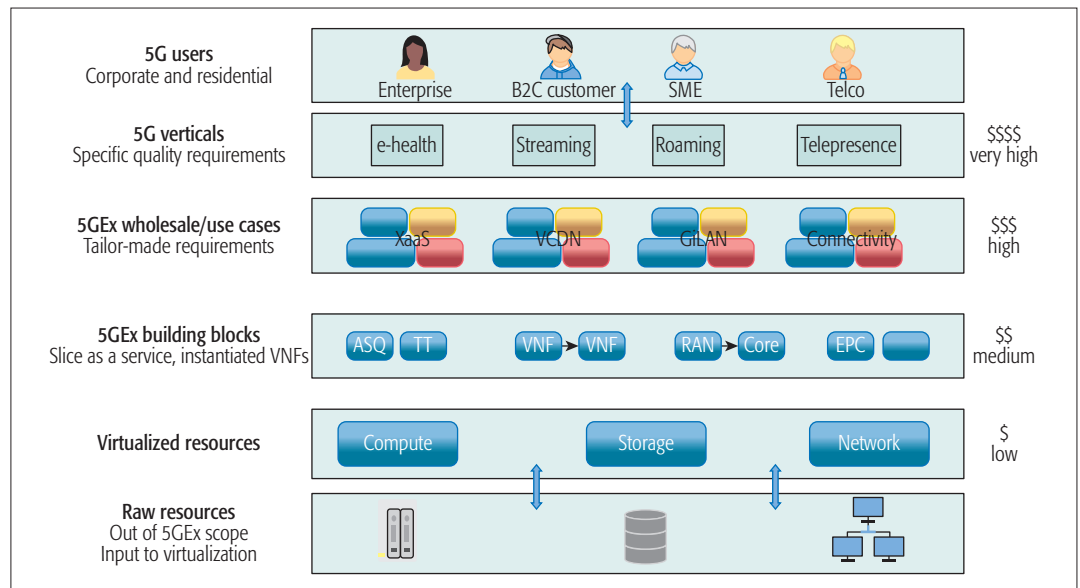 5G users
Corporate and residential
Enterprise
B2C customer
SME
Telco
5G verticals
Specific quality requirements
e-health
Streaming
Roaming
Telepresence
$$$$
very high
5GEx wholesale/use cases
Tailor-made requirements
XaaS
VCDN
GiLAN
Connectivity
$$$
high
5GEx building blocks
Slice as a service, instantiated VNFs
ASQ
TT
VNF
VNF
RAN
Core
EPC
$$
medium
Virtualized resources
Compute
Storage
Network
$
low
Raw resources
Out of 5GEx scope
Input to virtualization